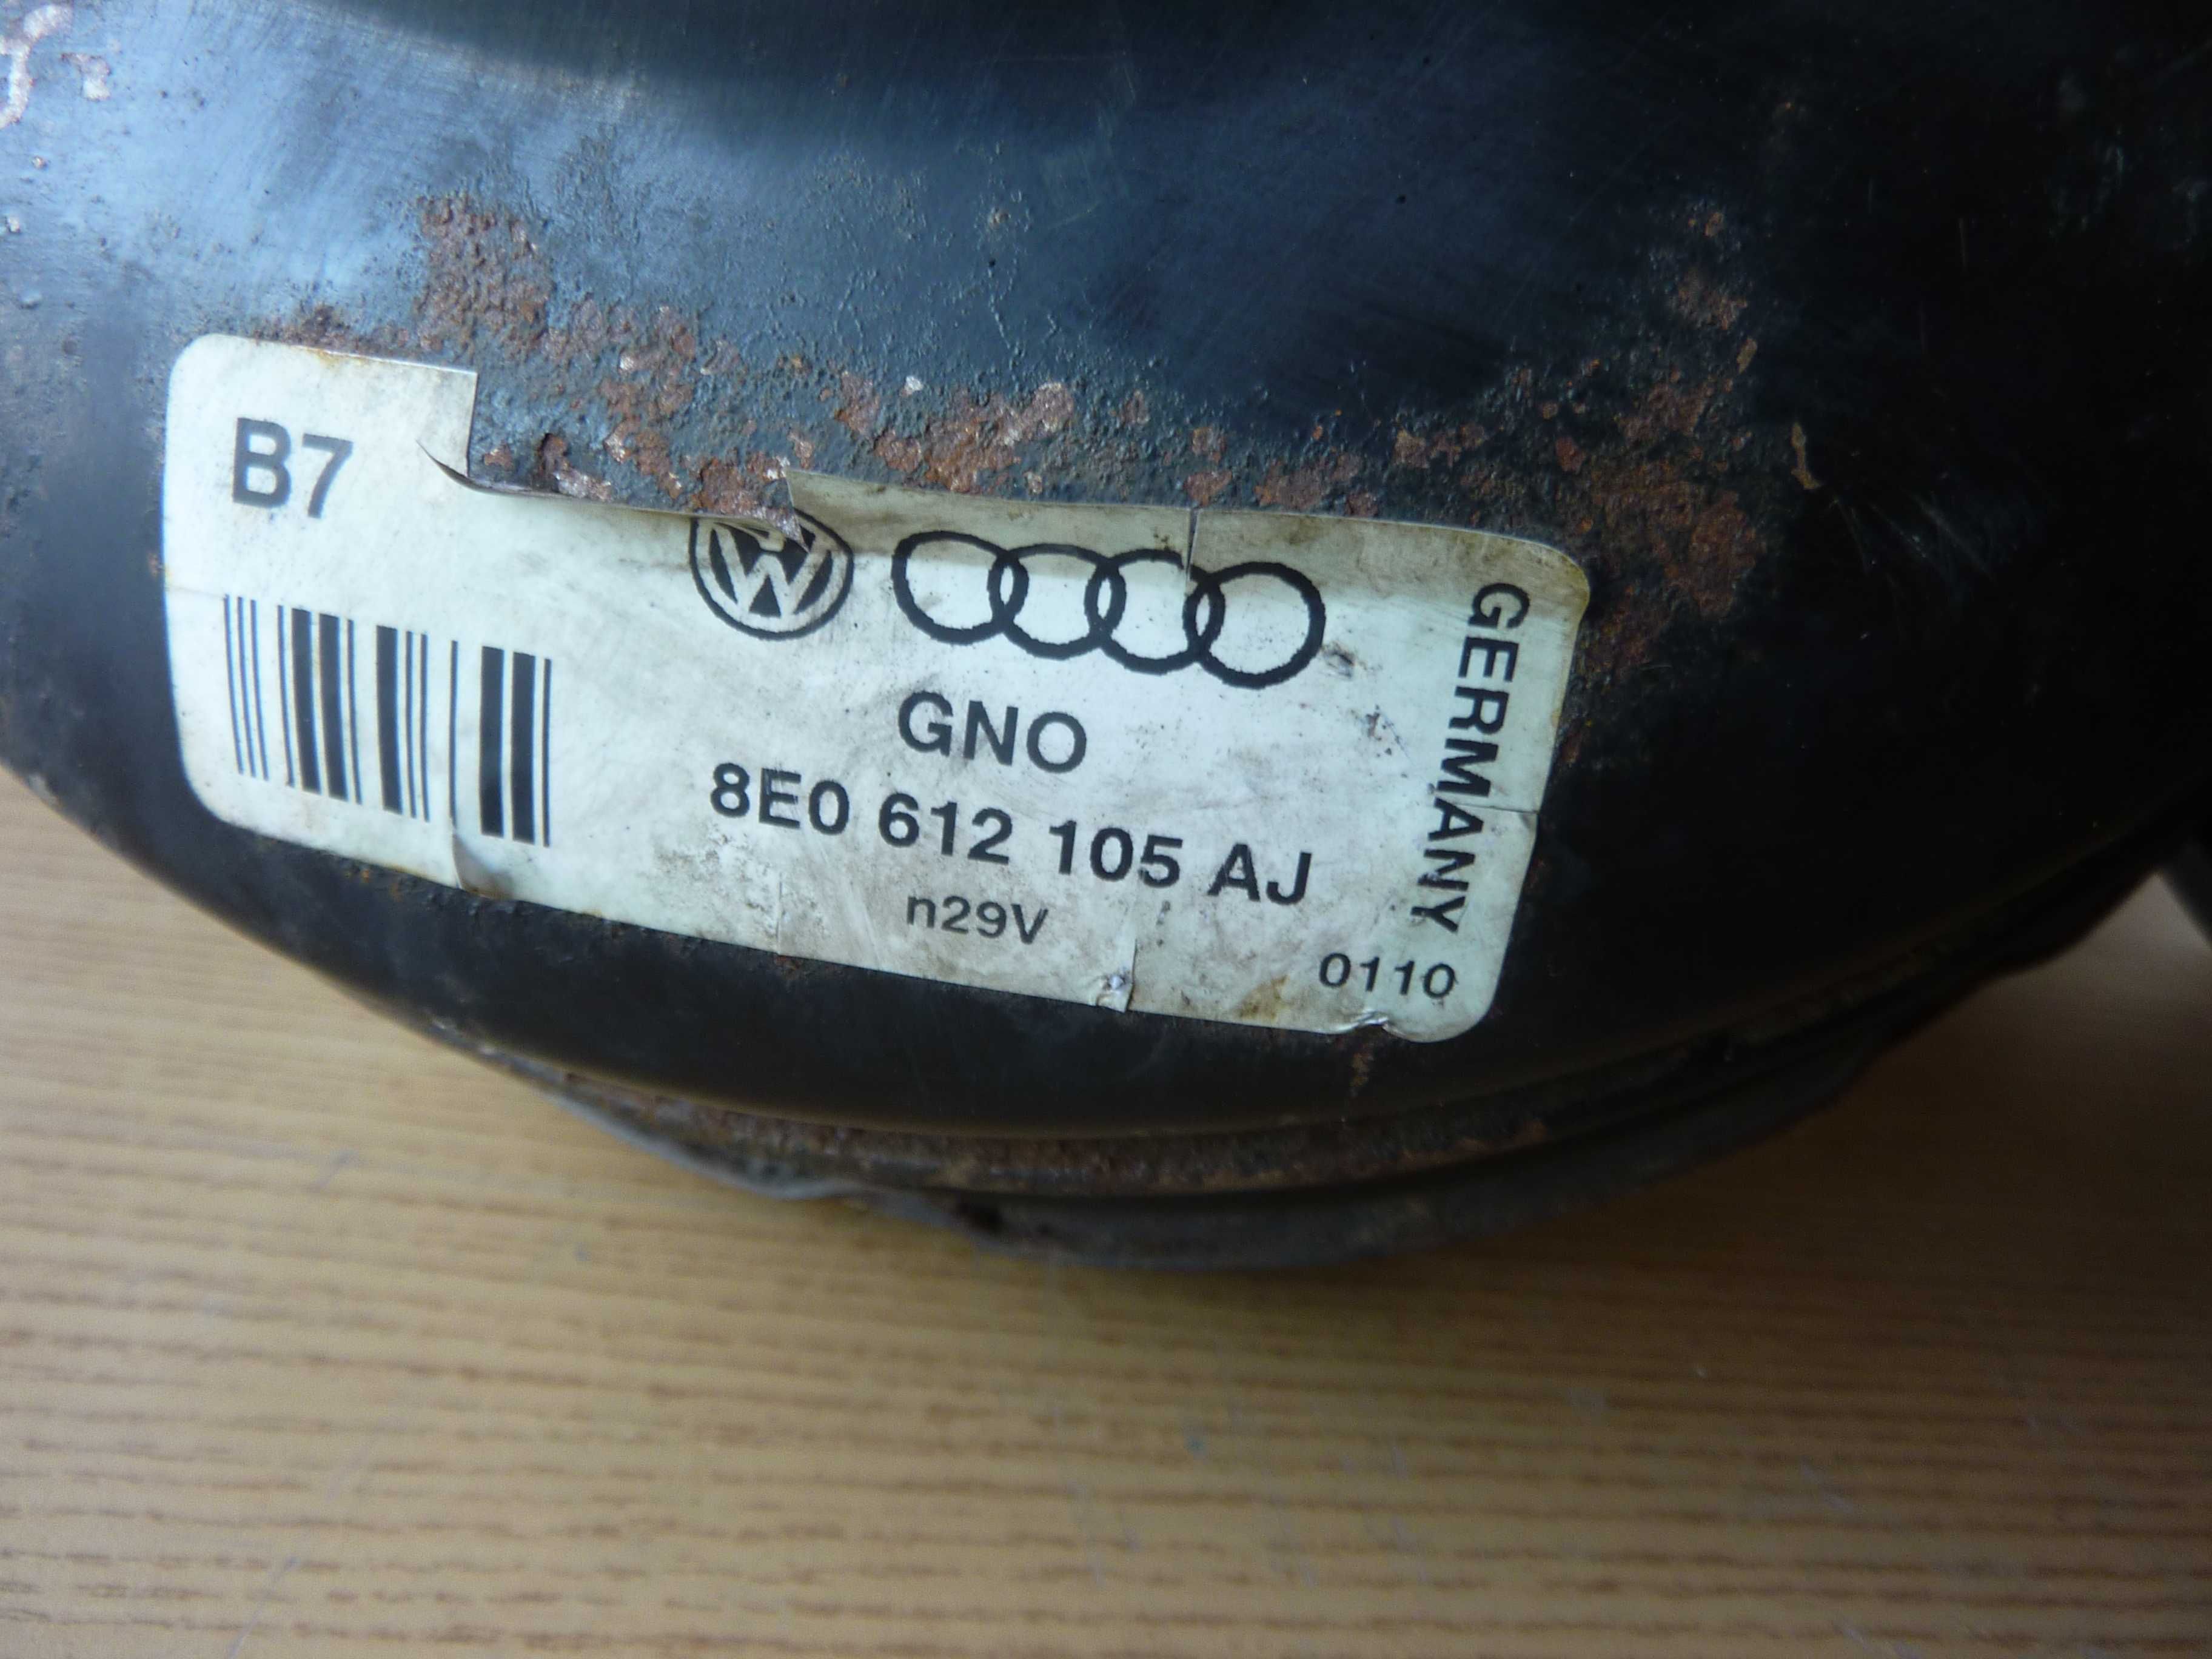 B7
GNO
8E0 612 105 AJ
n29V
GERMANY
0110